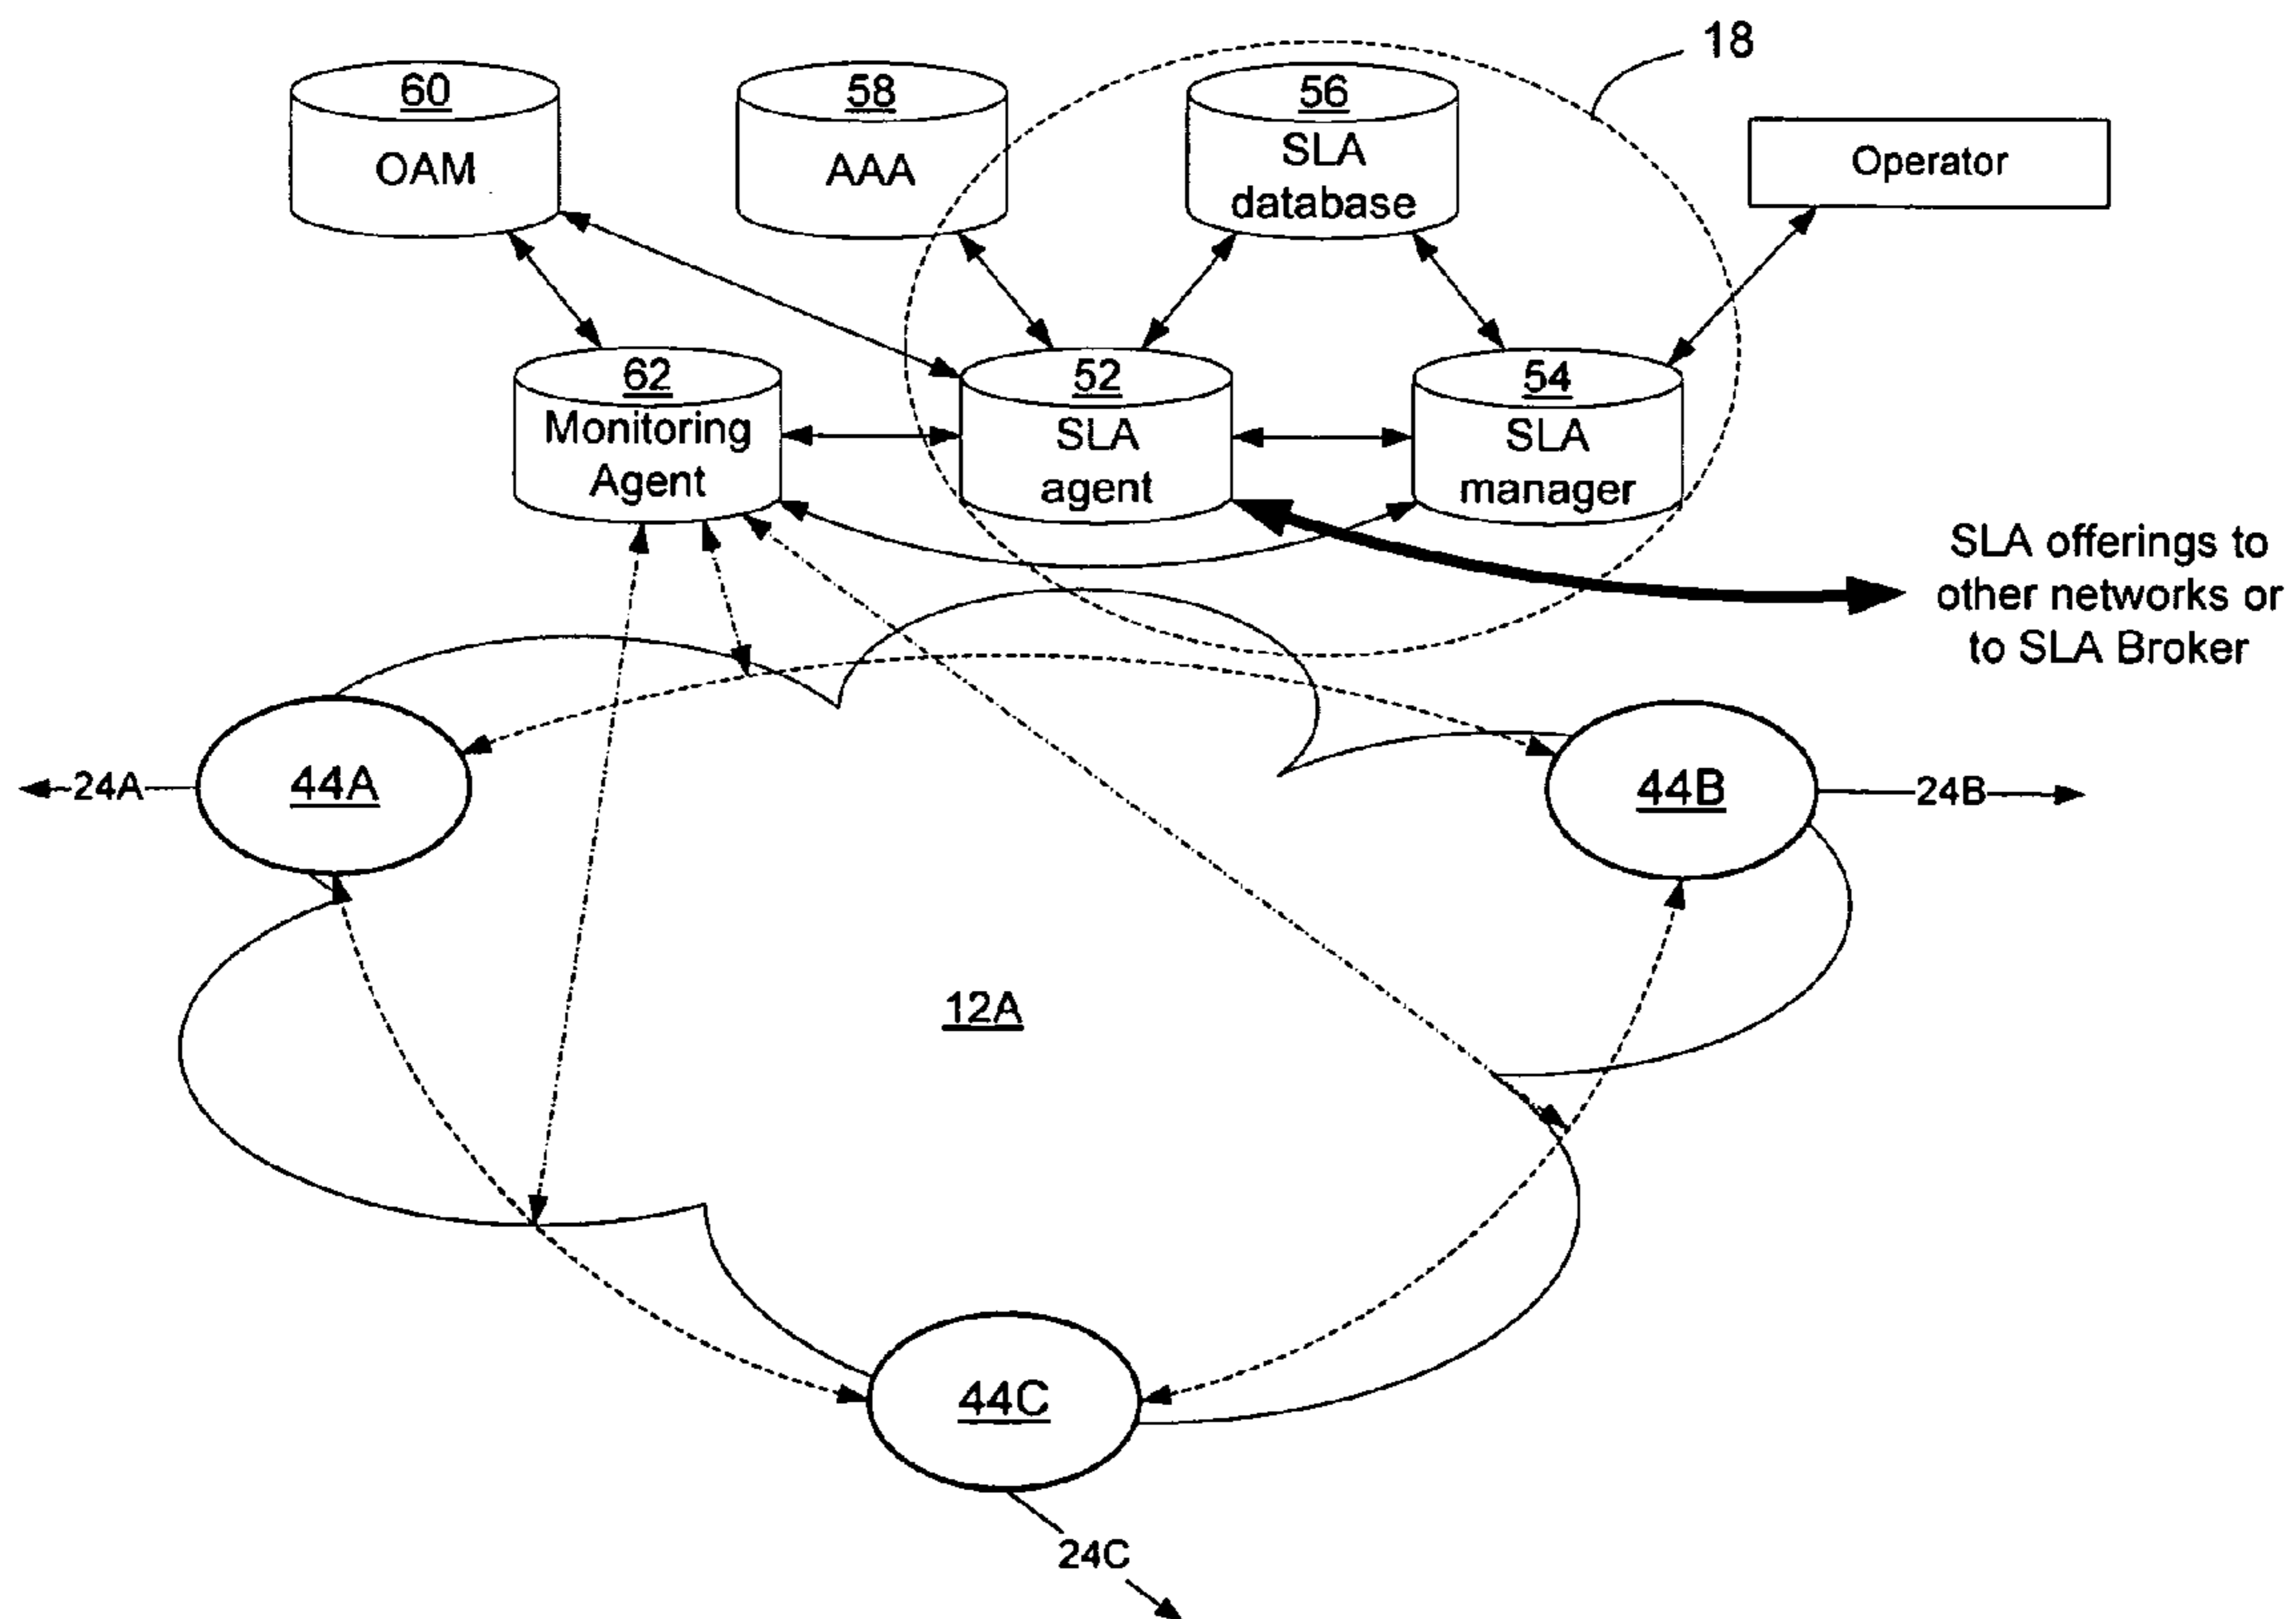 18
60
OAM
58
AAA
56
SLA
database
Operator
62
Monitoring
Agent
52
SLA
agent
54
SLA
manager
SLA offerings to
other networks or
to SLA Broker
24A
44A
44B
24B
12A
44C
24C